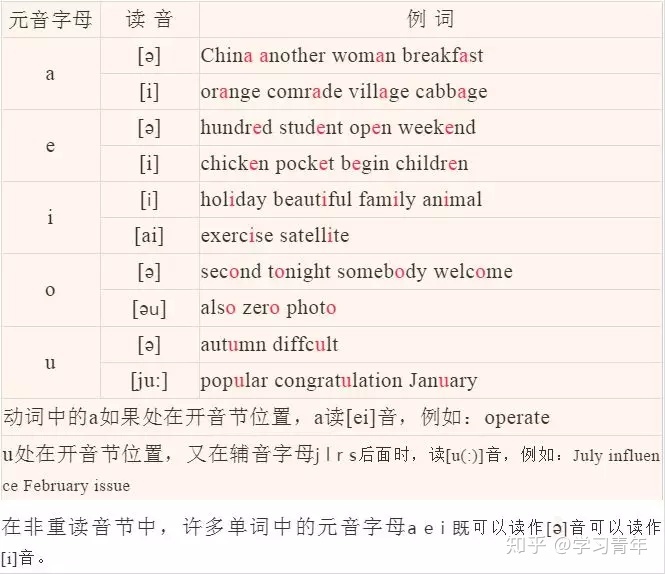 元音字母 读 音 例 词
a [ə] China another woman breakfast
[i] orange comrade village cabbage
e [ə] hundred student open weekend
[i] chicken pocket begin children
i [i] holiday beautiful family animal
[ai] exercise satellite
o [ə] second tonight somebody welcome
[əu] also zero photo
u [ə] autumn diffcult
[ju:] popular congratulation January
动词中的a如果处在开音节位置，a读[ei]音，例如：operate
u处在开音节位置，又在辅音字母j l r s后面时，读[u(:)]音，例如：July influen
ce February issue
在非重读音节中，许多单词中的元音字母a e i 既可以读作[ə]音可以读作
[i]音。
知乎 @学习青年